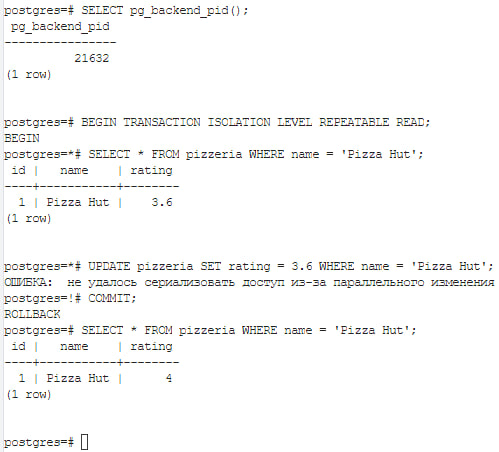 postgres=# SELECT pg_backend_pid();
 pg_backend_pid
----------------
          21632
(1 row)
postgres=# BEGIN TRANSACTION ISOLATION LEVEL REPEATABLE READ;
BEGIN
postgres=*# SELECT * FROM pizzeria WHERE name = 'Pizza Hut';
 id |   name    | rating
----+-----------+--------
  1 | Pizza Hut |    3.6
(1 row)
postgres=*# UPDATE pizzeria SET rating = 3.6 WHERE name = 'Pizza Hut';
ОШИБКА:  не удалось сериализовать доступ из-за параллельного изменения
postgres=!# COMMIT;
ROLLBACK
postgres=# SELECT * FROM pizzeria WHERE name = 'Pizza Hut';
 id |   name    | rating
----+-----------+--------
  1 | Pizza Hut |      4
(1 row)
postgres=#